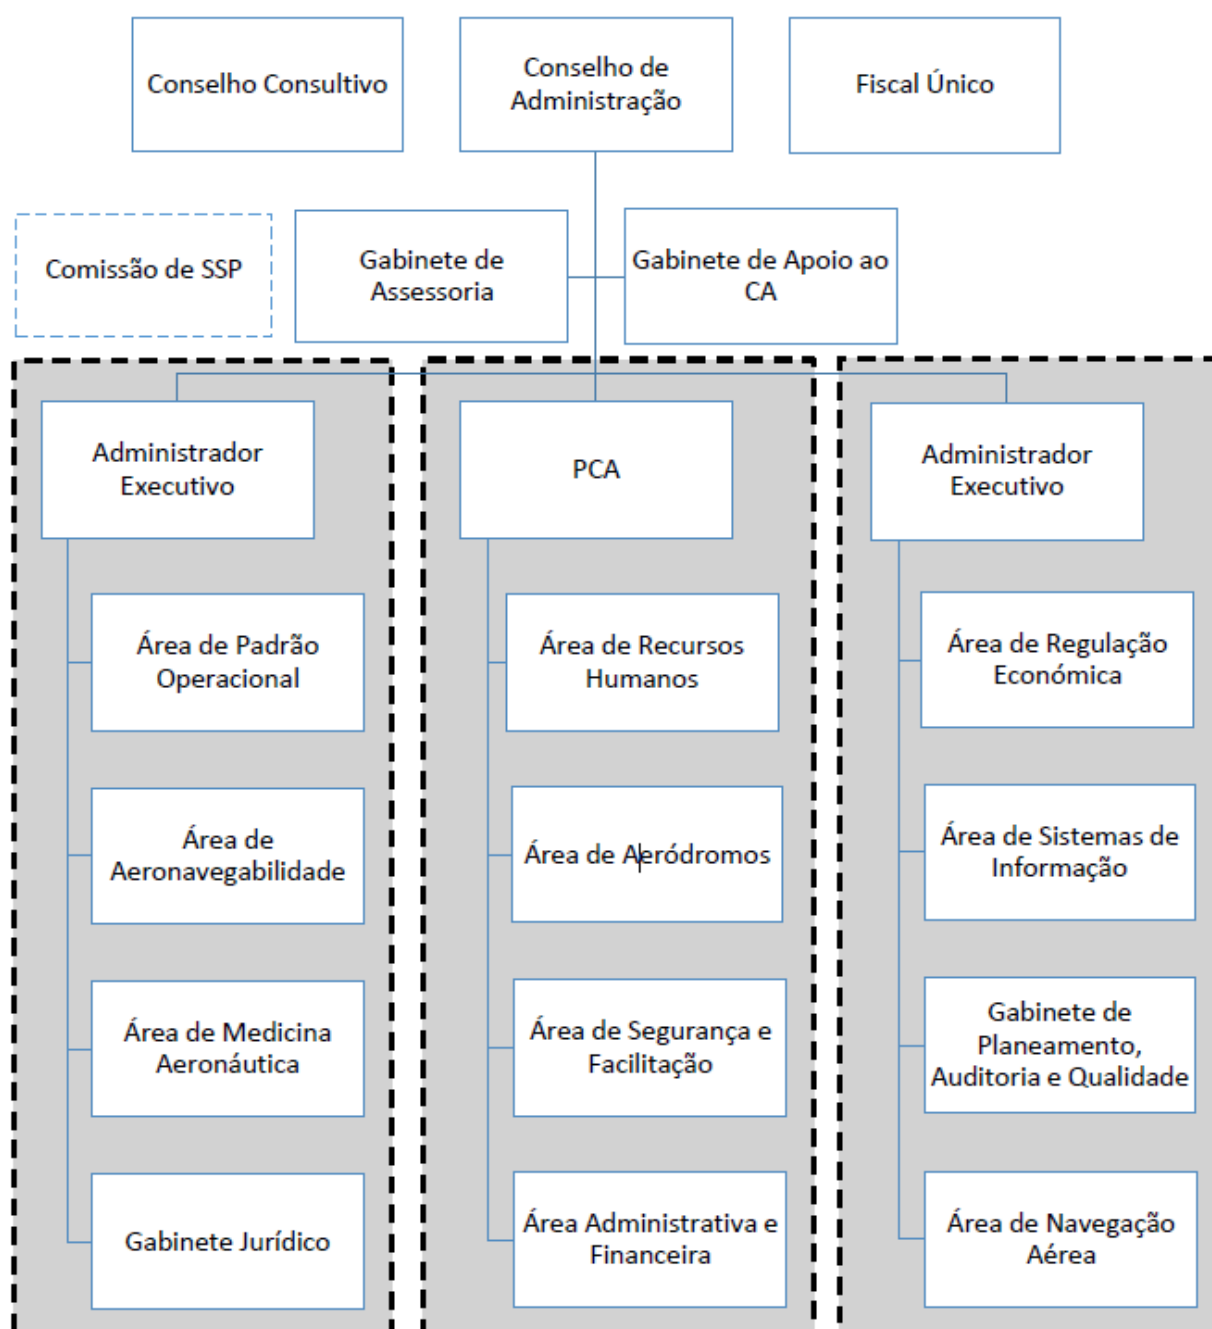 Conselho Consultivo
Conselho de
Administração
Fiscal Único
Comissão de SSP
Gabinete de
Assessoria
Gabinete de Apoio ao
CA
Administrador
Executivo
PCA
Administrador
Executivo
Área de Padrão
Operacional
Área de Recursos
Humanos
Área de Regulação
Económica
Área de
Aeronavegabilidade
Área de Aeródromos
Área de Sistemas de
Informação
Área de Medicina
Aeronáutica
Área de Segurança e
Facilitação
Gabinete de
Planeamento,
Auditoria e Qualidade
Gabinete Jurídico
Área Administrativa e
Financeira
Área de Navegação
Aérea